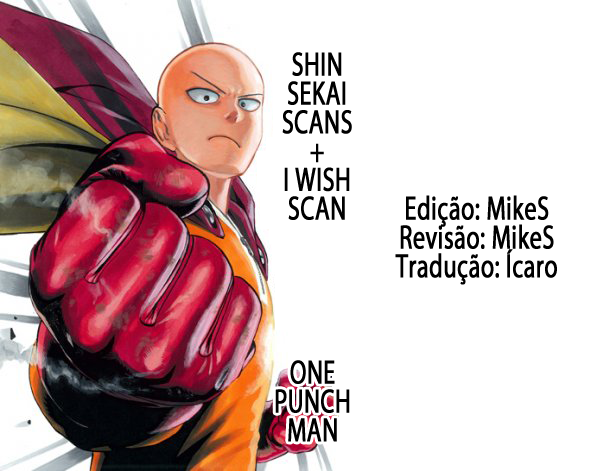 SHIN
SEKAI
SCANS
+
I WISH
SCAN
Edição: MikeS
Revisão: MikeS
Tradução: Ícaro
ONE
PUNCH
MAN